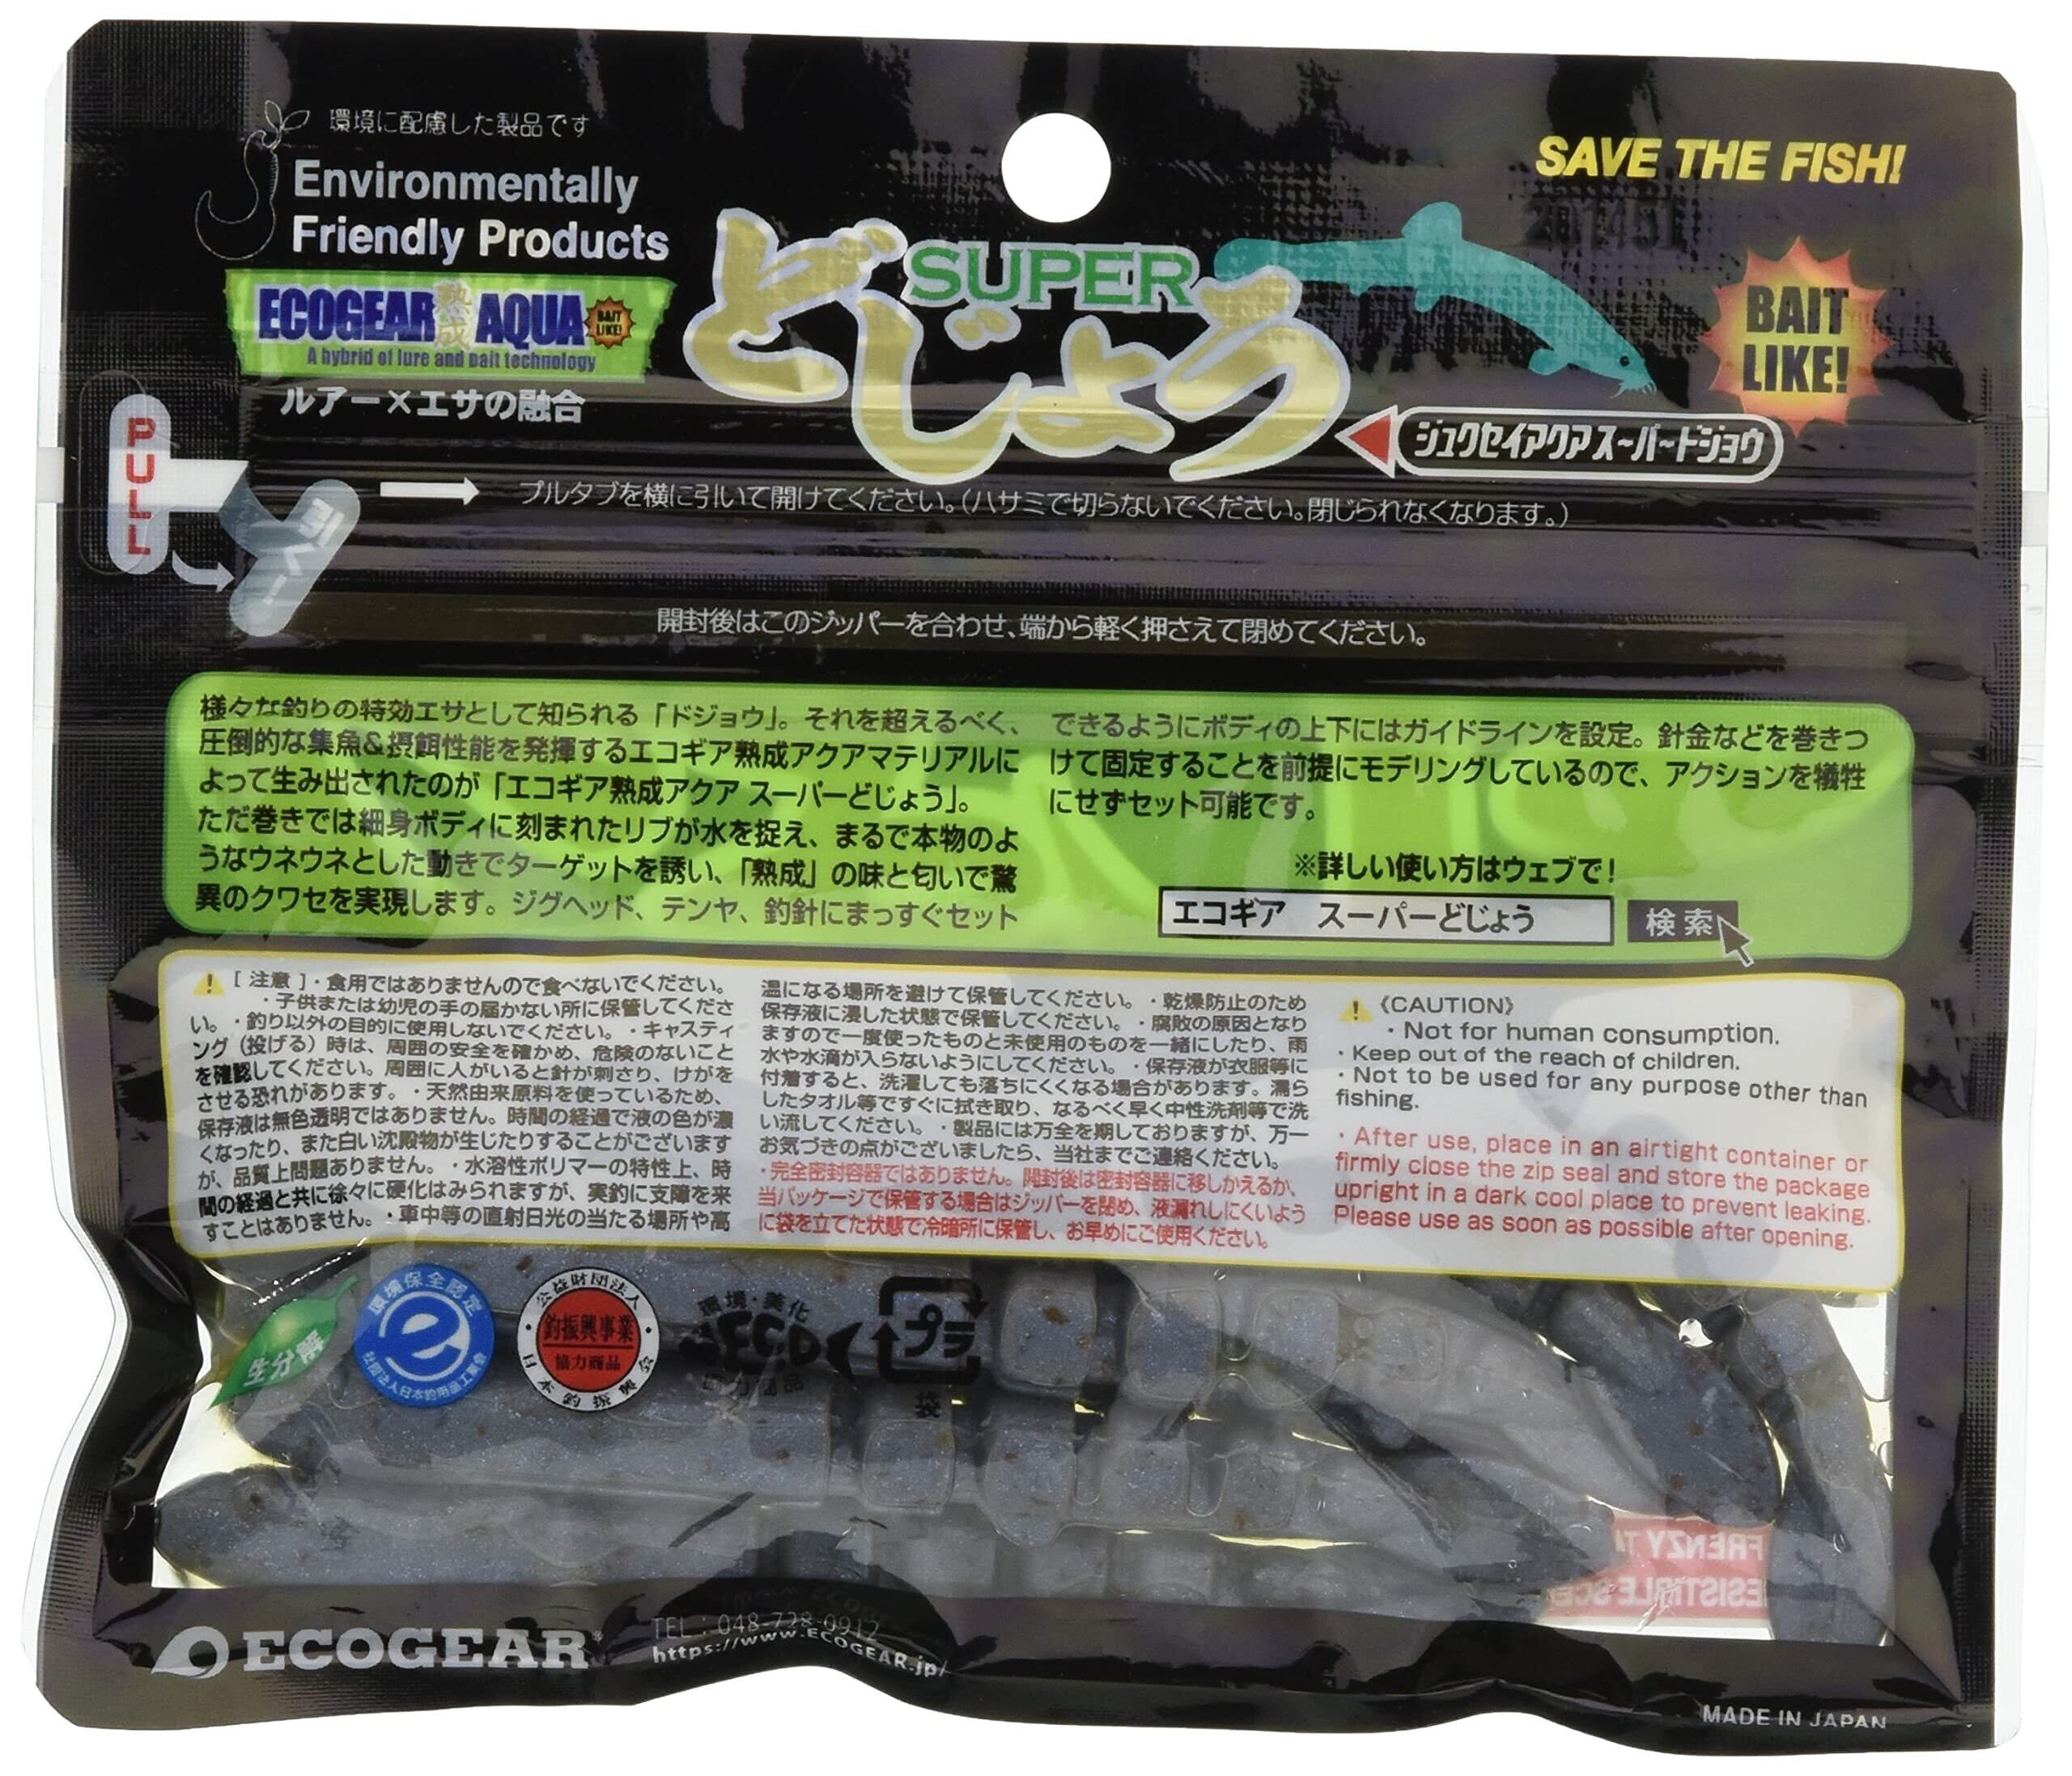 環境に配慮した製品です
Environmentally
Friendly Products
SAVE THE FISH!
ECOGEAR 熟成 AQUA BAIT LIKE!
A hybrid of lure and bait technology
ルアー×エサの融合
SUPER
どじょう
BAIT
LIKE!
ジュクセイアクアスーパードジョウ
PULL
プルタブを横に引いて開けてください。(ハサミで切らないでください。閉じられなくなります。)
開封後はこのジッパーを合わせ、端から軽く押さえて閉めてください。
様々な釣りの特効エサとして知られる「ドジョウ」。それを超えるべく、
圧倒的な集魚&摂餌性能を発揮するエコギア熟成アクアマテリアルに
よって生み出されたのが「エコギア熟成アクア スーパーどじょう」。
ただ巻きでは細身ボディに刻まれたリブが水を捉え、まるで本物のよ
うなウネウネとした動きでターゲットを誘い、「熟成」の味と匂いで驚
異のクワセを実現します。ジグヘッド、テンヤ、釣針にまっすぐセット
できるようにボディの上下にはガイドラインを設定。針金などを巻きつ
けて固定することを前提にモデリングしているので、アクションを犠牲
にせずセット可能です。
※詳しい使い方はウェブで!
エコギア スーパーどじょう 検索
[ 注意 ]・食用ではありませんので食べないでください。
・子供または幼児の手の届かない所に保管してくださ
い。・釣り以外の目的に使用しないでください。・キャスティ
ング(投げる)時は、周囲の安全を確かめ、危険のないこと
を確認してください。周囲に人がいると針が刺さり、けがを
させる恐れがあります。・天然由来原料を使っているため、
保存液は無色透明ではありません。時間の経過で液の色が濃
くなったり、また白い沈殿物が生じたりすることがございます
が、品質上問題ありません。・水溶性ポリマーの特性上、時
間の経過と共に徐々に硬化はみられますが、実釣に支障を来
すことはありません。・車中等の直射日光の当たる場所や高
温になる場所を避けて保管してください。・乾燥防止のため
保存液に浸した状態で保管してください。・腐敗の原因となり
ますので一度使ったものと未使用のものを一緒にしたり、雨
水や水滴が入らないようにしてください。・保存液が衣服等に
付着すると、洗濯しても落ちにくくなる場合があります。濡ら
したタオル等ですぐに拭き取り、なるべく早く中性洗剤等で洗
い流してください。・製品には万全を期しておりますが、万一
お気づきの点がございましたら、当社までご連絡ください。
・完全密封容器ではありません。開封後は密封容器に移しかえるか、
当パッケージで保管する場合はジッパーを閉め、液漏れしにくいよう
に袋を立てた状態で冷暗所に保管し、お早めにご使用ください。
《CAUTION》
・Not for human consumption.
・Keep out of the reach of children.
・Not to be used for any purpose other than
fishing.
・After use, place in an airtight container or
firmly close the zip seal and store the package
upright in a dark cool place to prevent leaking.
Please use as soon as possible after opening.
生分解
環境保全認定
e
社団法人日本釣用品工業会
公益財団法人
釣振興事業
協力商品
日本釣振興会
環境・美化
ECO
協力商品
プラ
袋
FRENZY
ECOGEAR
TEL:048-728-0912
https://www.ECOGEAR.jp/
MADE IN JAPAN